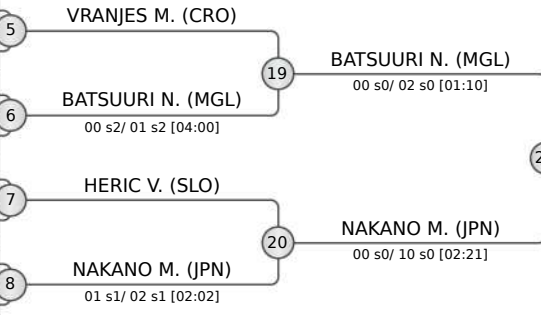 VRANJES M. (CRO)
5
19
BATSUURI N. (MGL)
00 s0/ 02 s0 [01:10]
BATSUURI N. (MGL)
6
00 s2/ 01 s2 [04:00]
HERIC V. (SLO)
7
20
NAKANO M. (JPN)
00 s0/ 10 s0 [02:21]
NAKANO M. (JPN)
8
01 s1/ 02 s1 [02:02]